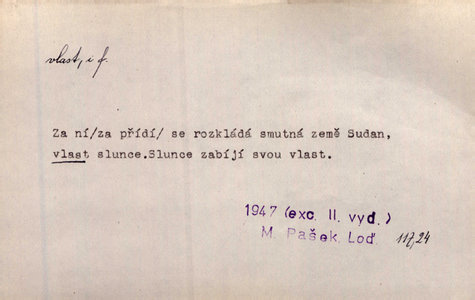 vlast, i f.
Za ní/za přídí/ se rozkládá smutná země Sudan,
vlast slunce.Slunce zabíjí svou vlast.
1947 (exc. II. vyd.)
M. Pašek, Loď 117,24